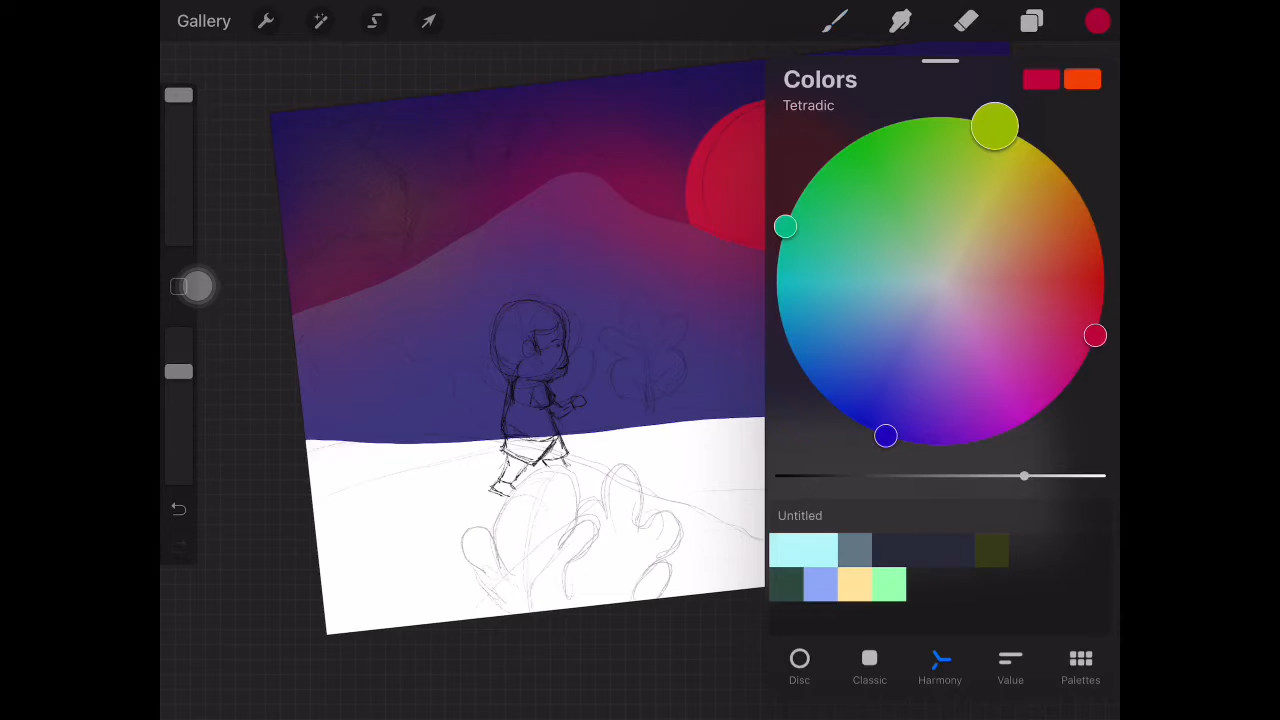 Gallery
Colors
Tetradic
Untitled
Disc
Classic
Harmony
Value
Palettes